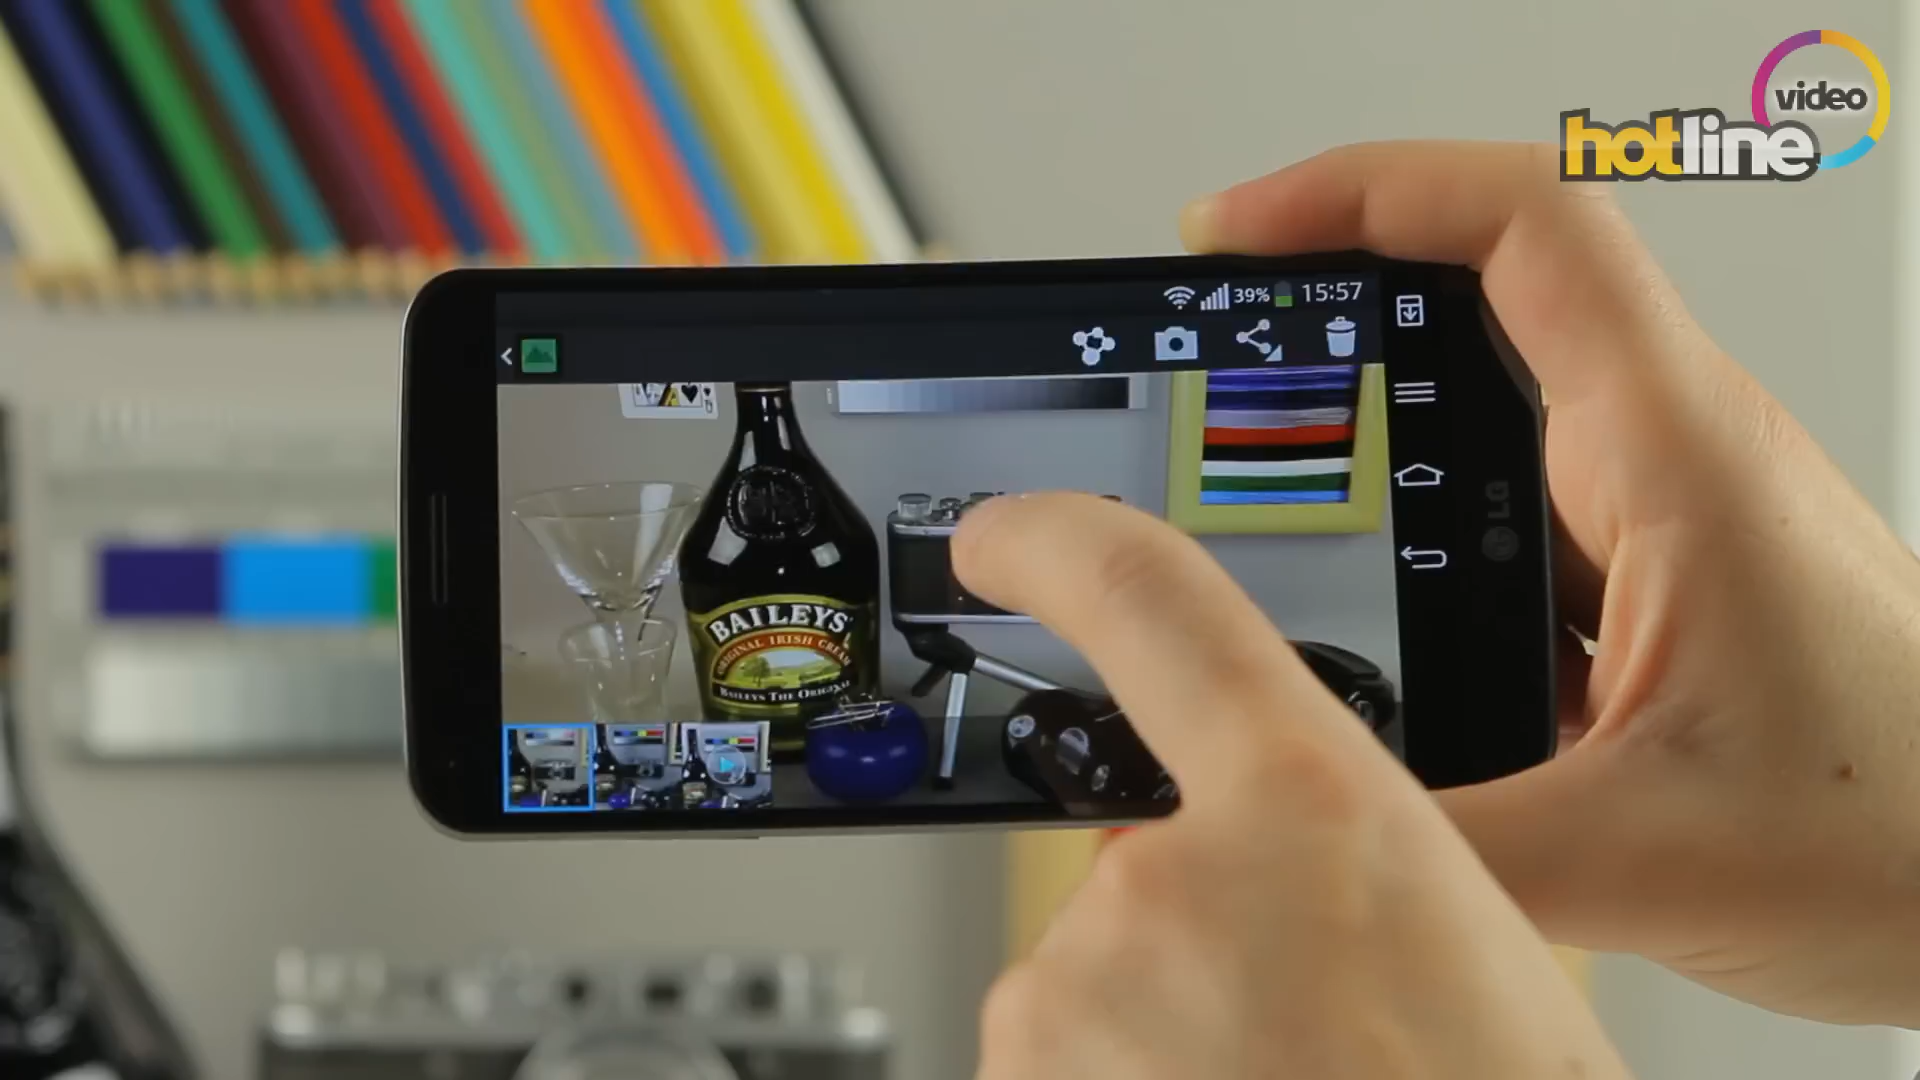 video
hotline
39% 15:57
LG
BAILEYS
ORIGINAL IRISH CREAM
BAILEYS THE ORIGINAL